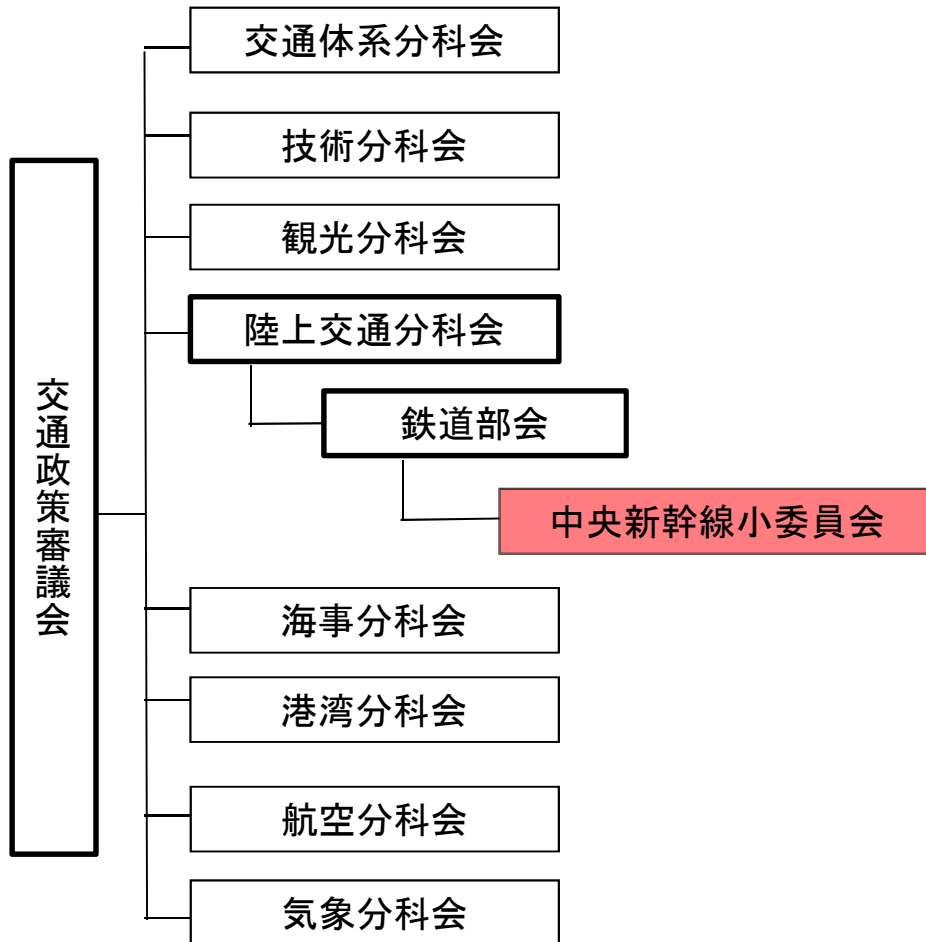 交通体系分科会
技術分科会
観光分科会
陸上交通分科会
鉄道部会
中央新幹線小委員会
交通政策審議会
海事分科会
港湾分科会
航空分科会
気象分科会